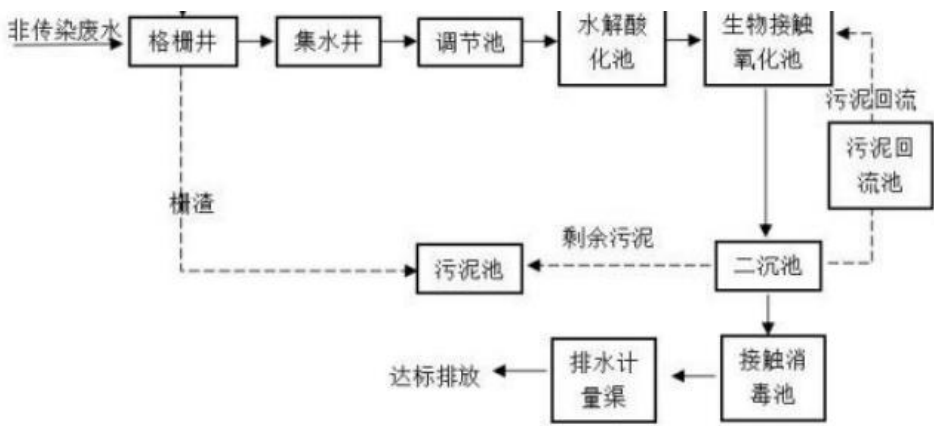 非传染废水
格栅井
集水井
调节池
水解酸
化池
生物接触
氧化池
污泥回流
污泥回
流池
栅渣
剩余污泥
污泥池
二沉池
达标排放
排水计
量渠
接触消
毒池